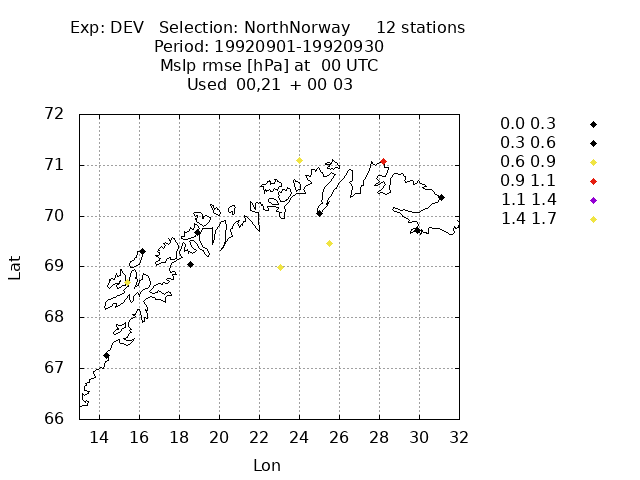 Exp: DEV   Selection: NorthNorway     12 stations
Period: 19920901-19920930
Mslp rmse [hPa] at  00 UTC
Used  00,21  + 00 03
72
71
70
69
68
67
66
Lat
14 16 18 20 22 24 26 28 30 32
Lon
0.0 0.3
0.3 0.6
0.6 0.9
0.9 1.1
1.1 1.4
1.4 1.7